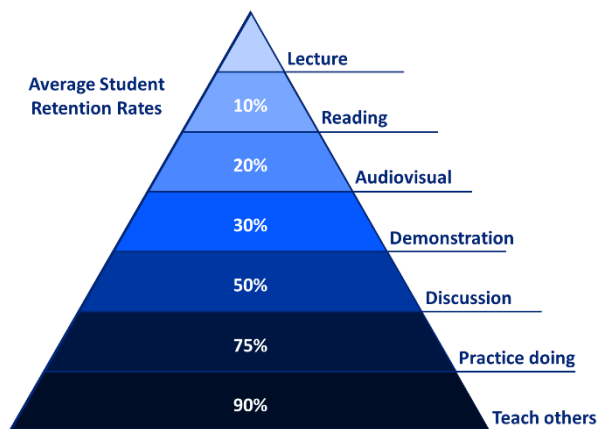 Lecture
Average Student
Retention Rates
10%
Reading
20%
Audiovisual
30%
Demonstration
50%
Discussion
75%
Practice doing
90%
Teach others